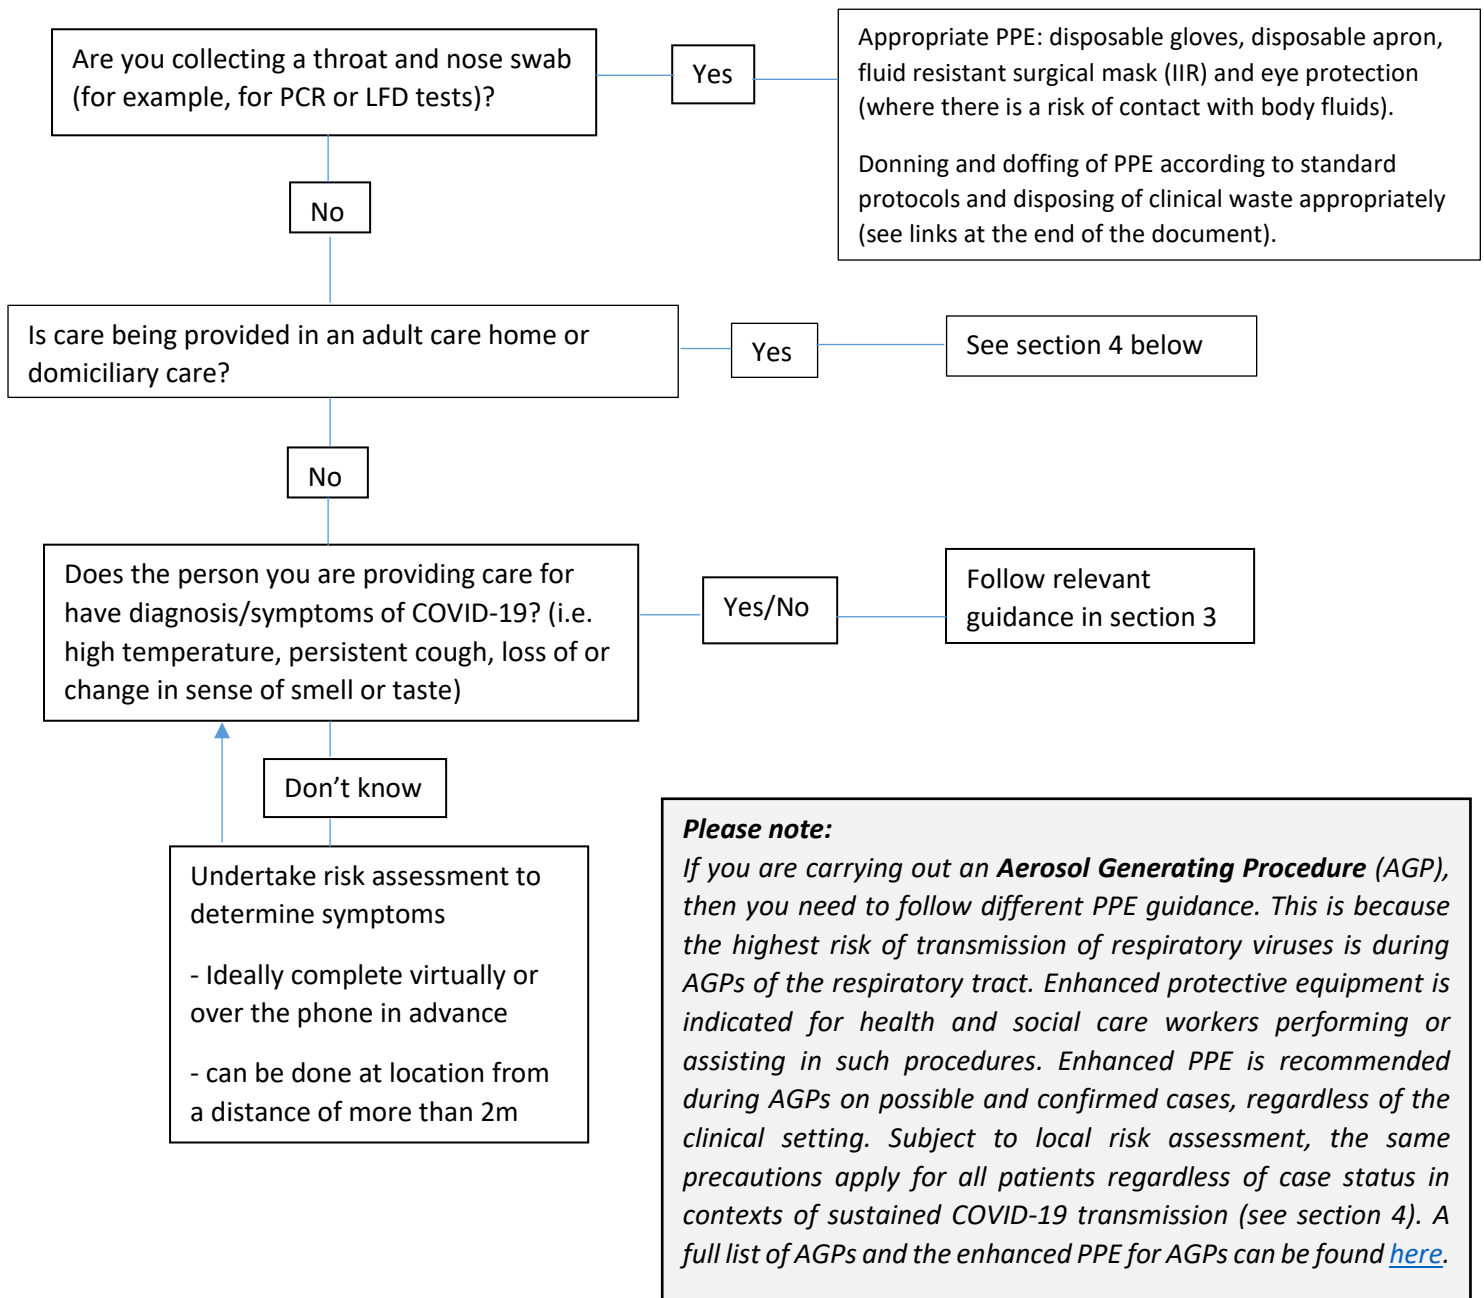 Are you collecting a throat and nose swab
(for example, for PCR or LFD tests)?
Yes
Appropriate PPE: disposable gloves, disposable apron,
fluid resistant surgical mask (IIR) and eye protection
(where there is a risk of contact with body fluids).
Donning and doffing of PPE according to standard
protocols and disposing of clinical waste appropriately
(see links at the end of the document).
No
Is care being provided in an adult care home or
domiciliary care?
Yes
See section 4 below
No
Does the person you are providing care for
have diagnosis/symptoms of COVID-19? (i.e.
high temperature, persistent cough, loss of or
change in sense of smell or taste)
Yes/No
Follow relevant
guidance in section 3
Don’t know
Undertake risk assessment to
determine symptoms
- Ideally complete virtually or
over the phone in advance
- can be done at location from
a distance of more than 2m
Please note:
If you are carrying out an Aerosol Generating Procedure (AGP),
then you need to follow different PPE guidance. This is because
the highest risk of transmission of respiratory viruses is during
AGPs of the respiratory tract. Enhanced protective equipment is
indicated for health and social care workers performing or
assisting in such procedures. Enhanced PPE is recommended
during AGPs on possible and confirmed cases, regardless of the
clinical setting. Subject to local risk assessment, the same
precautions apply for all patients regardless of case status in
contexts of sustained COVID-19 transmission (see section 4). A
full list of AGPs and the enhanced PPE for AGPs can be found here.